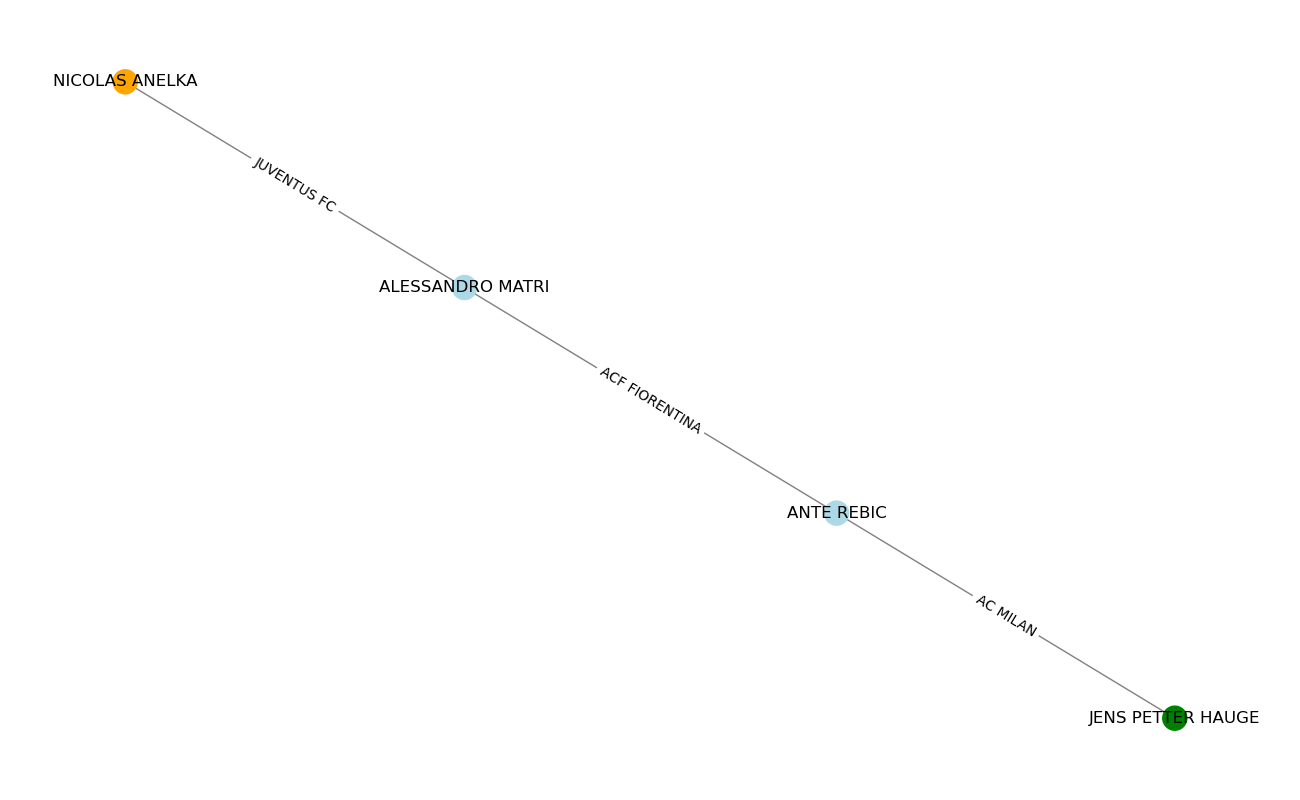 NICOLAS ANELKA
JUVENTUS FC
ALESSANDRO MATRI
ACF FIORENTINA
ANTE REBIC
AC MILAN
JENS PETTER HAUGE